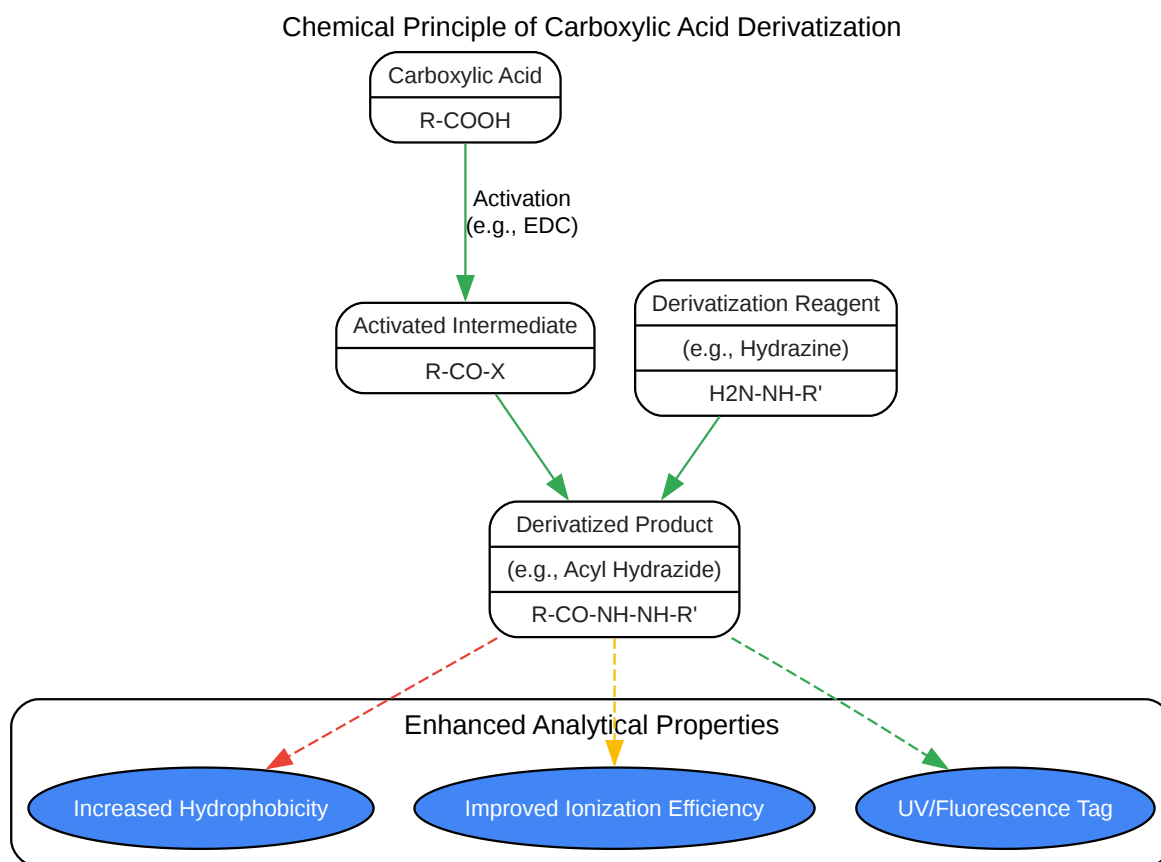 Chemical Principle of Carboxylic Acid Derivatization
Carboxylic Acid
R-COOH
Activation
(e.g., EDC)
Activated Intermediate
R-CO-X
Derivatization Reagent
(e.g., Hydrazine)
H2N-NH-R'
Derivatized Product
(e.g., Acyl Hydrazide)
R-CO-NH-NH-R'
Enhanced Analytical Properties
Increased Hydrophobicity
Improved Ionization Efficiency
UV/Fluorescence Tag